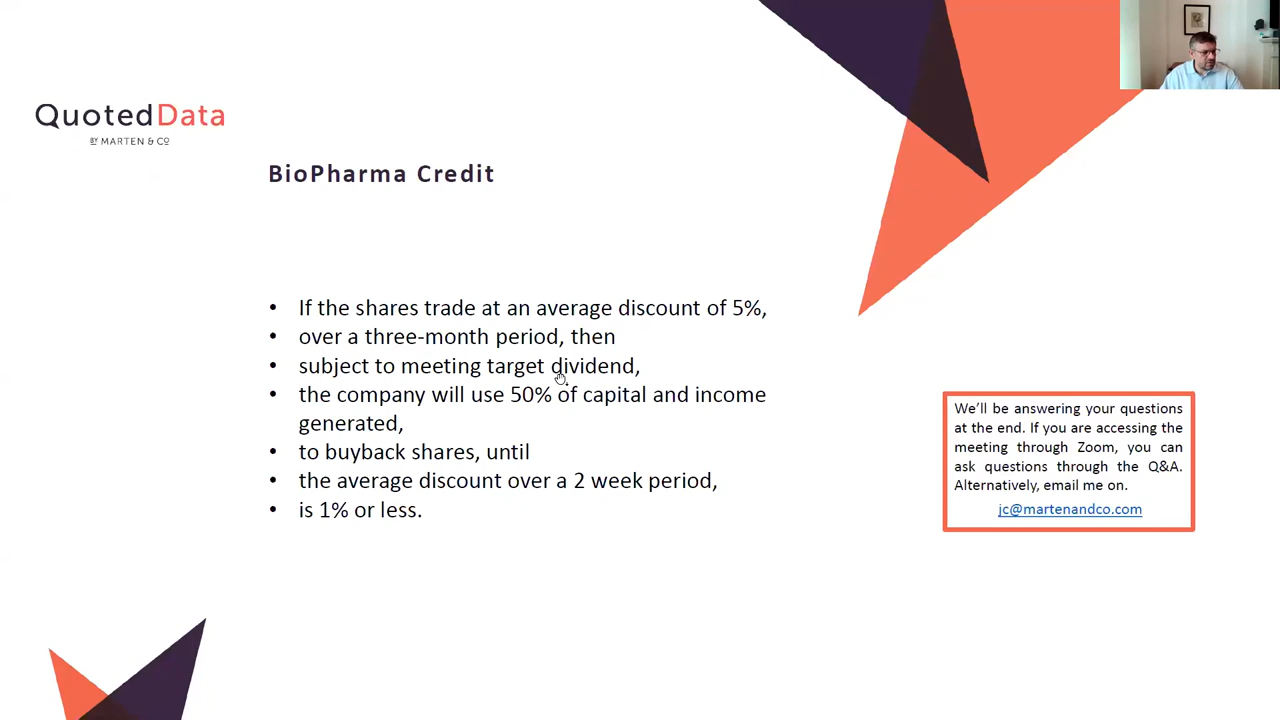 QuotedData
BY MARTEN & CO
BioPharma Credit
• If the shares trade at an average discount of 5%,
• over a three-month period, then
• subject to meeting target dividend,
• the company will use 50% of capital and income
generated,
• to buyback shares, until
• the average discount over a 2 week period,
• is 1% or less.
We’ll be answering your questions
at the end. If you are accessing the
meeting through Zoom, you can
ask questions through the Q&A.
Alternatively, email me on.
jc@martenandco.com